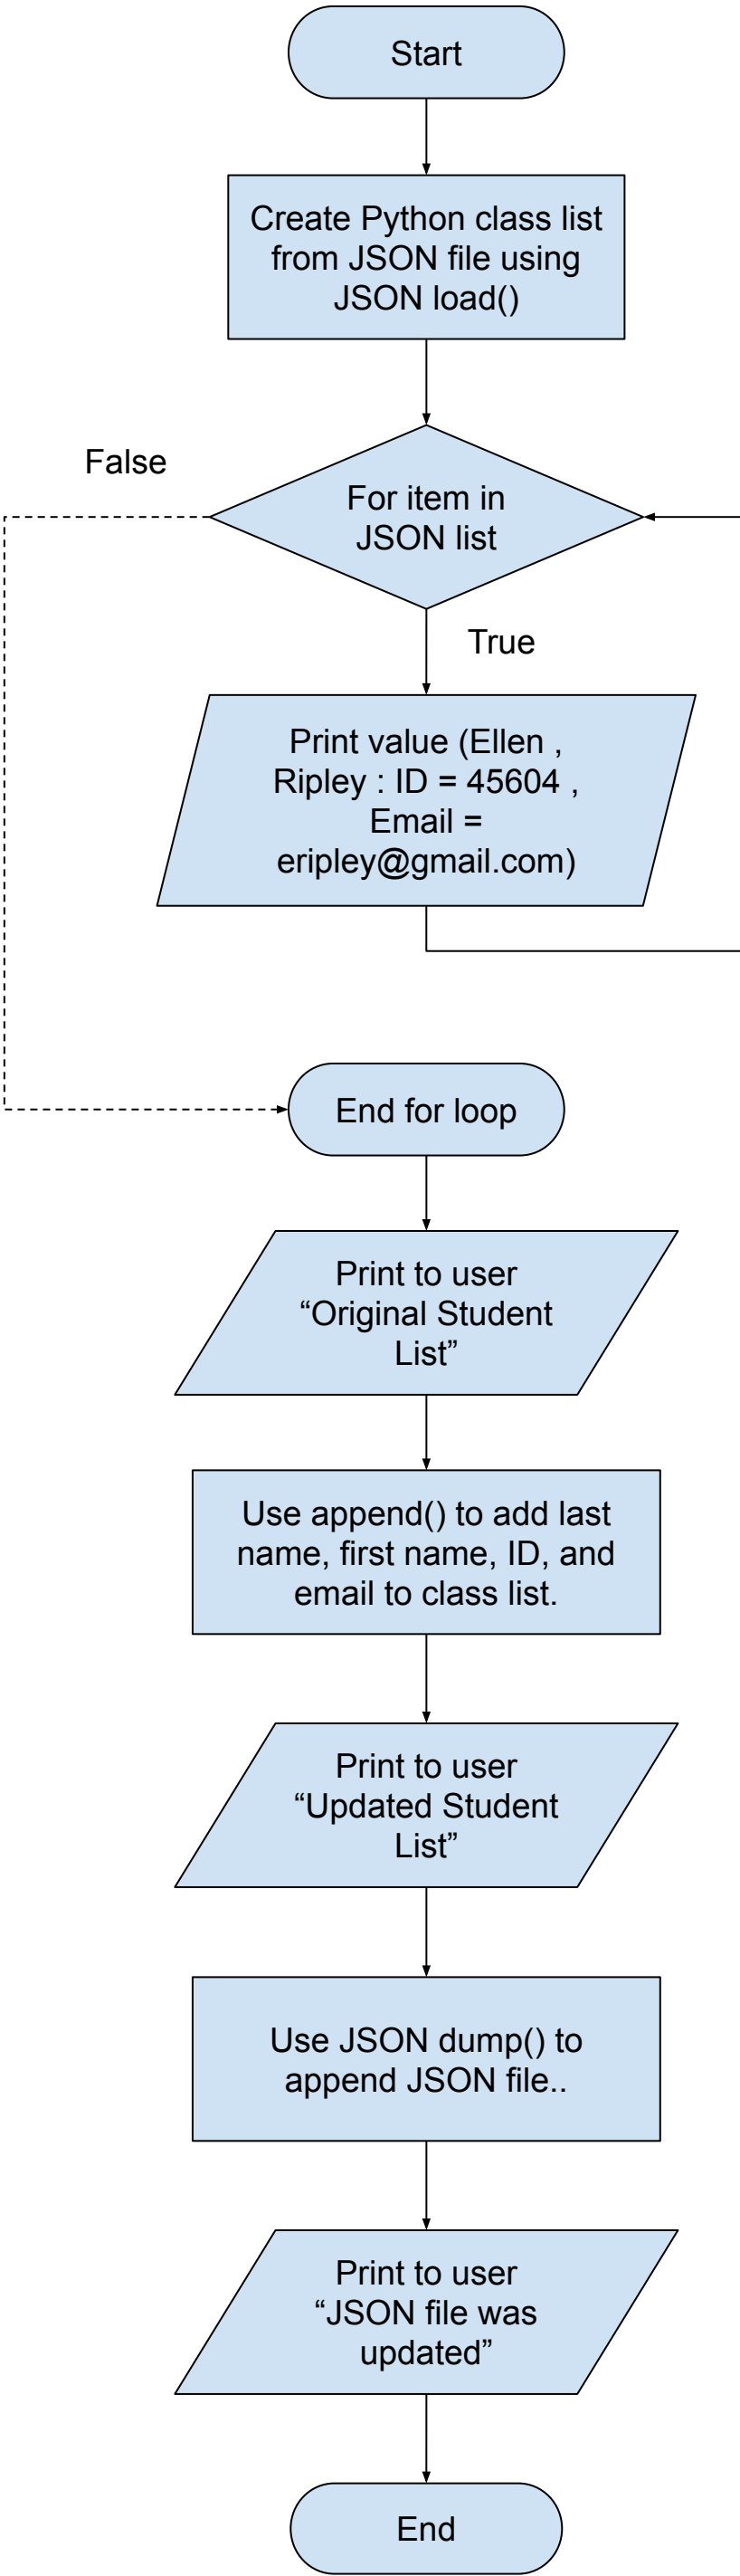 Start
Create Python class list
from JSON file using
JSON load()
False
For item in
JSON list
True
Print value (Ellen ,
Ripley : ID = 45604 ,
Email =
eripley@gmail.com)
End for loop
Print to user
“Original Student
List”
Use append() to add last
name, first name, ID, and
email to class list.
Print to user
“Updated Student
List”
Use JSON dump() to
append JSON file..
Print to user
“JSON file was
updated”
End